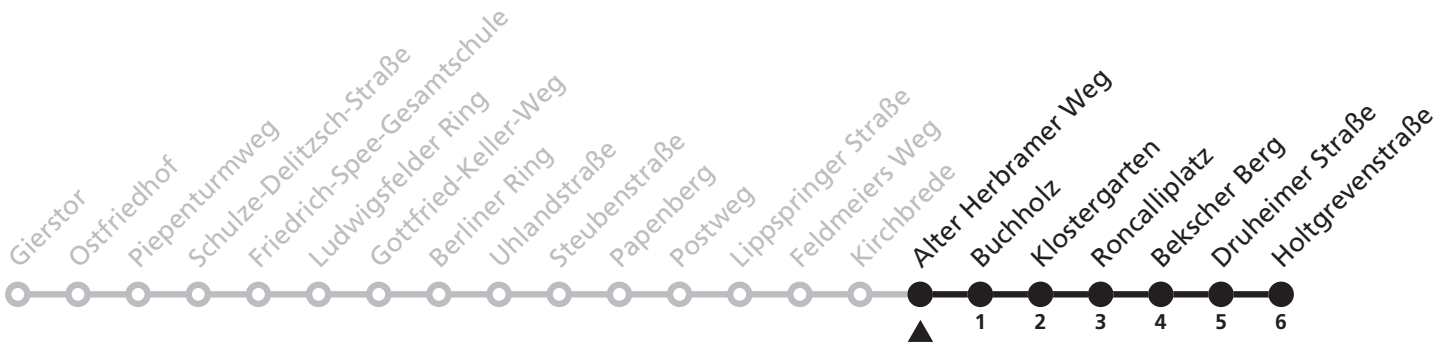 Gierstor
Ostfriedhof
Piepenturmweg
Schulze-Delitzsch-Straße
Friedrich-Spee-Gesamtschule
Ludwigsfelder Ring
Gottfried-Keller-Weg
Berliner Ring
Uhlandstraße
Steubenstraße
Papenberg
Postweg
Lippspringer Straße
Feldmeiers Weg
Kirchbrede
Alter Herbramer Weg
Buchholz
Klostergarten
Roncalliplatz
Bekscher Berg
Druheimer Straße
Holtgrevenstraße
1 2 3 4 5 6